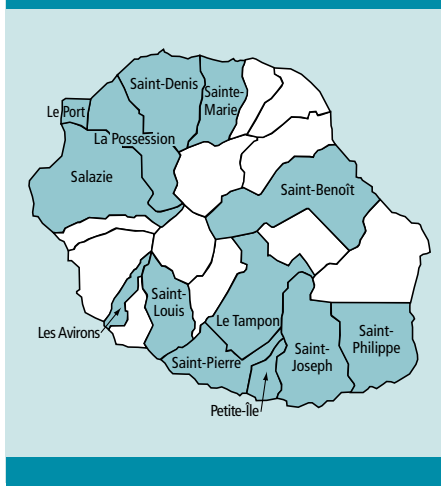 Saint-Denis
Sainte-
Marie
Le Port
La Possession
Salazie
Saint-Benoît
Saint-
Louis
Les Avirons
Le Tampon
Saint-
Philippe
Saint-
Joseph
Saint-Pierre
Petite-Île